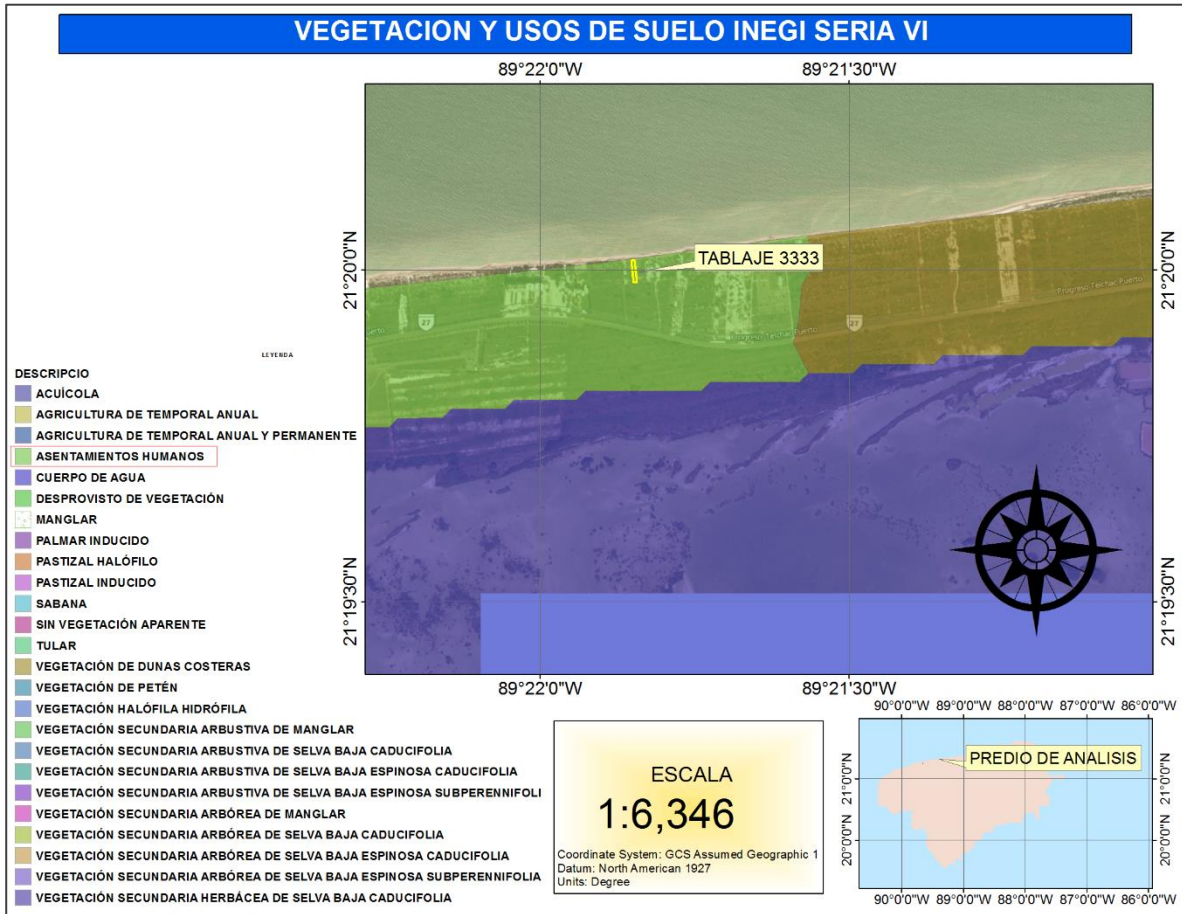 VEGETACION Y USOS DE SUELO INEGI SERIA VI
89°22'0"W
89°21'30"W
21°20'0"N
21°20'0"N
TABLAJE 3333
Progreso-Telchac Puerto
27
Puerto
Progreso-Telchac Puerto
27
LEYENDA
DESCRIPCIO
ACUÍCOLA
AGRICULTURA DE TEMPORAL ANUAL
AGRICULTURA DE TEMPORAL ANUAL Y PERMANENTE
ASENTAMIENTOS HUMANOS
CUERPO DE AGUA
DESPROVISTO DE VEGETACIÓN
MANGLAR
PALMAR INDUCIDO
PASTIZAL HALÓFILO
PASTIZAL INDUCIDO
SABANA
SIN VEGETACIÓN APARENTE
TULAR
VEGETACIÓN DE DUNAS COSTERAS
VEGETACIÓN DE PETÉN
VEGETACIÓN HALÓFILA HIDRÓFILA
VEGETACIÓN SECUNDARIA ARBUSTIVA DE MANGLAR
VEGETACIÓN SECUNDARIA ARBUSTIVA DE SELVA BAJA CADUCIFOLIA
VEGETACIÓN SECUNDARIA ARBUSTIVA DE SELVA BAJA ESPINOSA CADUCIFOLIA
VEGETACIÓN SECUNDARIA ARBUSTIVA DE SELVA BAJA ESPINOSA SUBPERENNIFOLI
VEGETACIÓN SECUNDARIA ARBÓREA DE MANGLAR
VEGETACIÓN SECUNDARIA ARBÓREA DE SELVA BAJA CADUCIFOLIA
VEGETACIÓN SECUNDARIA ARBÓREA DE SELVA BAJA ESPINOSA CADUCIFOLIA
VEGETACIÓN SECUNDARIA ARBÓREA DE SELVA BAJA ESPINOSA SUBPERENNIFOLIA
VEGETACIÓN SECUNDARIA HERBÁCEA DE SELVA BAJA CADUCIFOLIA
21°19'30"N
21°19'30"N
89°22'0"W
89°21'30"W
ESCALA
1:6,346
Coordinate System: GCS Assumed Geographic 1
Datum: North American 1927
Units: Degree
90°0'0"W 89°0'0"W 88°0'0"W 87°0'0"W 86°0'0"W
PREDIO DE ANALISIS
21°0'0"N
21°0'0"N
20°0'0"N
20°0'0"N
90°0'0"W 89°0'0"W 88°0'0"W 87°0'0"W 86°0'0"W